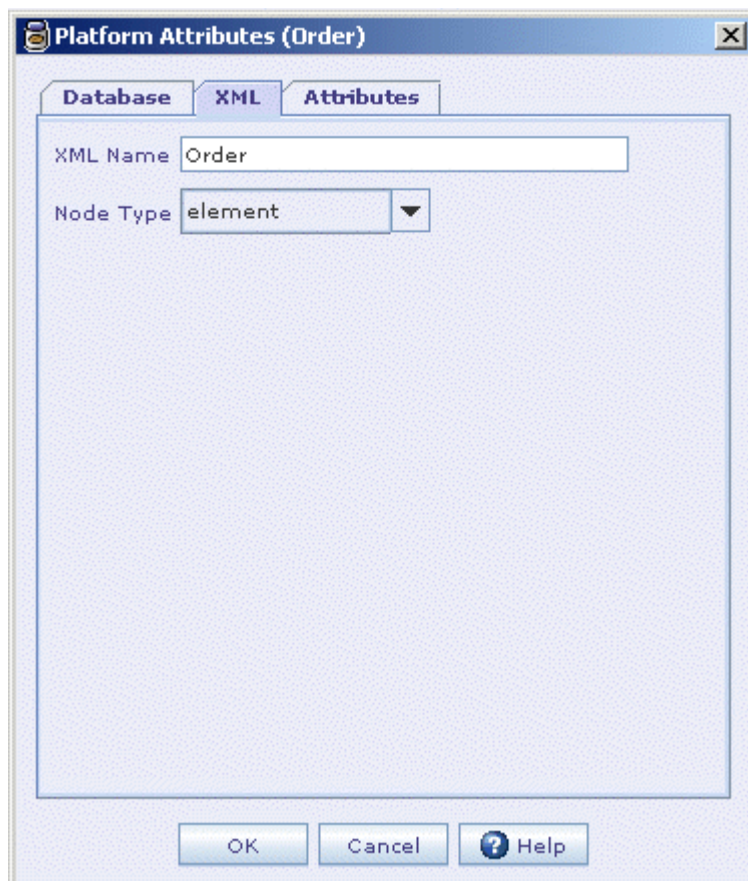 Platform Attributes (Order)
Database XML Attributes
XML Name Order
Node Type element
OK Cancel Help